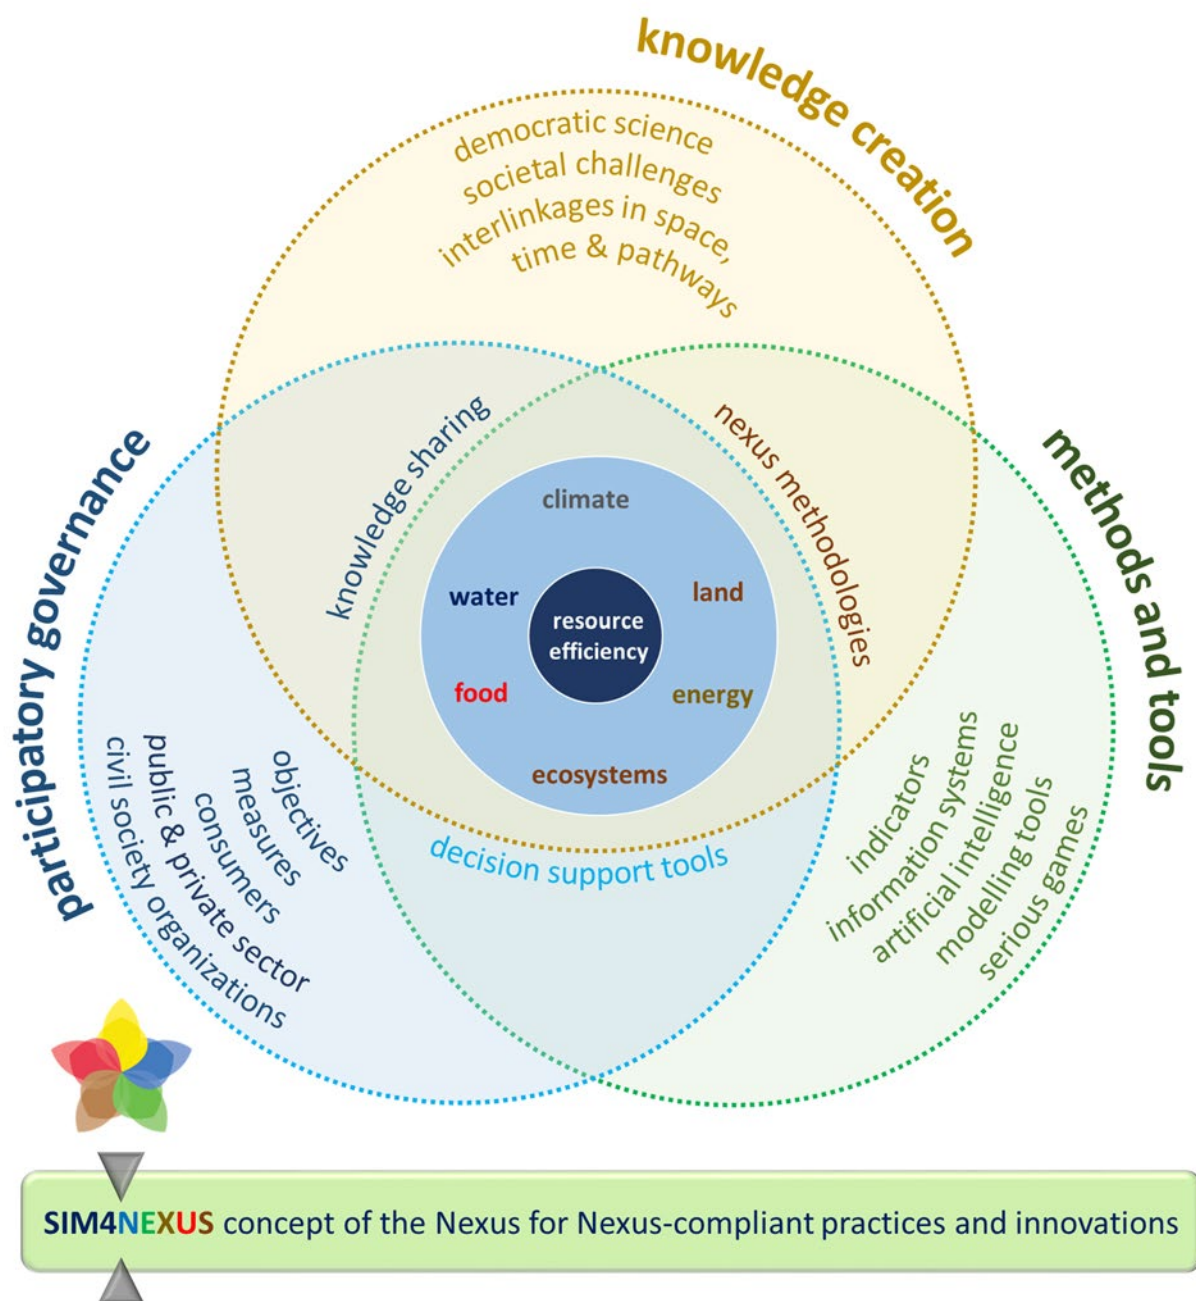 knowledge creation
democratic science
societal challenges
interlinkages in space,
time & pathways
participatory governance
knowledge sharing
nexus methodologies
methods and tools
climate
water
land
resource
efficiency
food
energy
ecosystems
decision support tools
objectives
measures
consumers
public & private sector
civil society organizations
indicators
information systems
artificial intelligence
modelling tools
serious games
SIM4NEXUS concept of the Nexus for Nexus-compliant practices and innovations